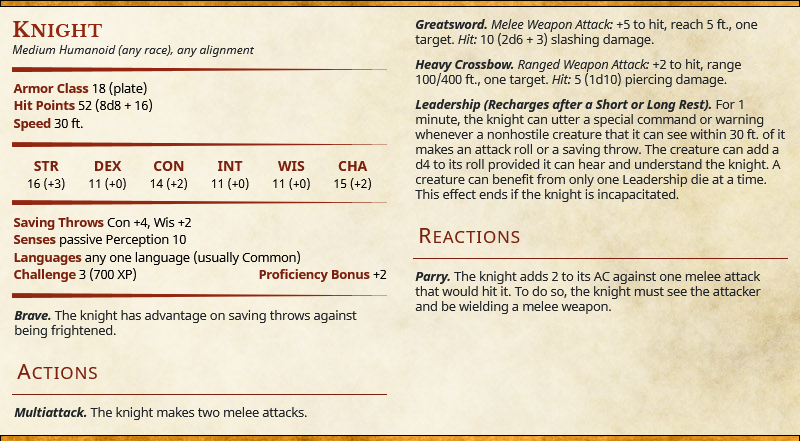 KNIGHT
Medium Humanoid (any race), any alignment
Armor Class 18 (plate)
Hit Points 52 (8d8 + 16)
Speed 30 ft.
STR DEX CON INT WIS CHA
16 (+3) 11 (+0) 14 (+2) 11 (+0) 11 (+0) 15 (+2)
Saving Throws Con +4, Wis +2
Senses passive Perception 10
Languages any one language (usually Common)
Challenge 3 (700 XP) Proficiency Bonus +2
Brave. The knight has advantage on saving throws against
being frightened.
ACTIONS
Multiattack. The knight makes two melee attacks.
Greatsword. Melee Weapon Attack: +5 to hit, reach 5 ft., one
target. Hit: 10 (2d6 + 3) slashing damage.
Heavy Crossbow. Ranged Weapon Attack: +2 to hit, range
100/400 ft., one target. Hit: 5 (1d10) piercing damage.
Leadership (Recharges after a Short or Long Rest). For 1
minute, the knight can utter a special command or warning
whenever a nonhostile creature that it can see within 30 ft. of it
makes an attack roll or a saving throw. The creature can add a
d4 to its roll provided it can hear and understand the knight. A
creature can benefit from only one Leadership die at a time.
This effect ends if the knight is incapacitated.
REACTIONS
Parry. The knight adds 2 to its AC against one melee attack
that would hit it. To do so, the knight must see the attacker
and be wielding a melee weapon.